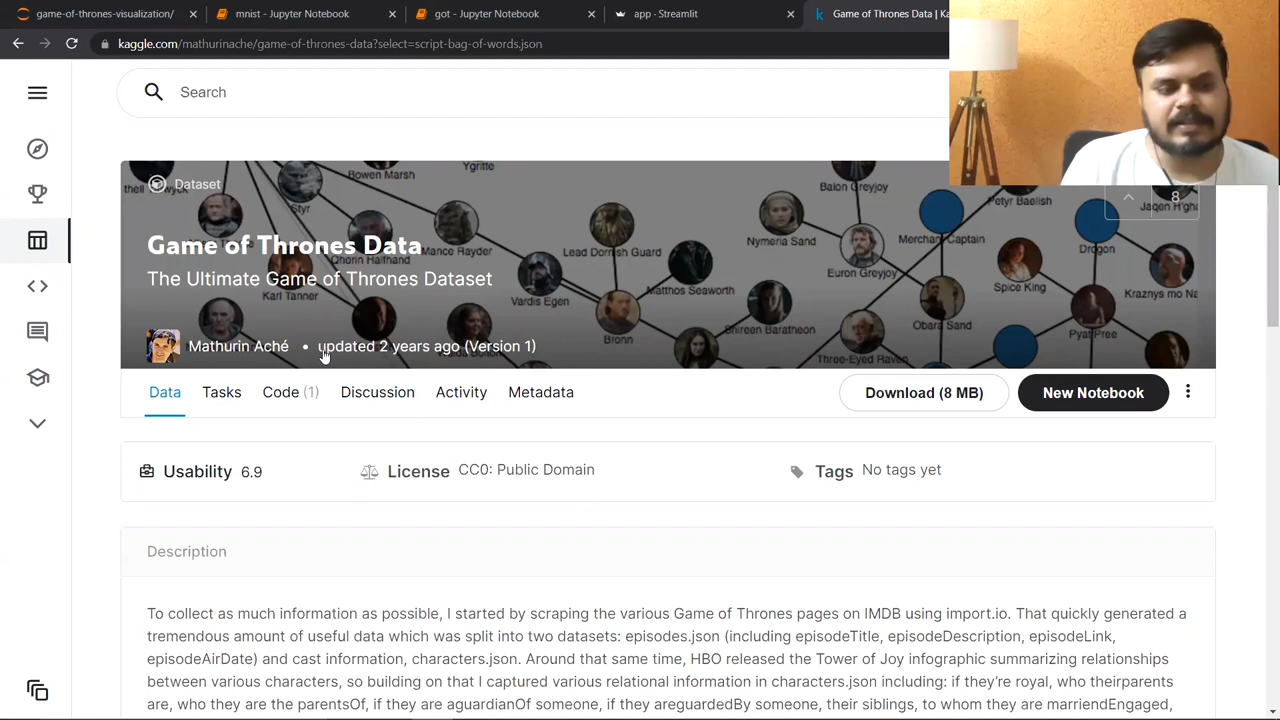 game-of-thrones-visualization/
mnist - Jupyter Notebook
got - Jupyter Notebook
app - Streamlit
Game of Thrones Data | Ka
kaggle.com/mathurinache/game-of-thrones-data?select=script-bag-of-words.json
Search
Dataset
Bowen Marsh
Ygritte
Styr
Qhorin Halfhand
Mance Rayder
Karl Tanner
Lead Dornish Guard
Vardis Egen
Matthos Seaworth
Bronn
Shireen Baratheon
Balon Greyjoy
Nymeria Sand
Euron Greyjoy
Merchant Captain
Petyr Baelish
Jaqen H'gha
Drogon
Spice King
Kraznys mo Na
Obara Sand
Pyat Pree
Three-Eyed Raven
8
Game of Thrones Data
The Ultimate Game of Thrones Dataset
Mathurin Aché • updated 2 years ago (Version 1)
Data Tasks Code (1) Discussion Activity Metadata
Download (8 MB)
New Notebook
Usability 6.9
License CC0: Public Domain
Tags No tags yet
Description
To collect as much information as possible, I started by scraping the various Game of Thrones pages on IMDB using import.io. That quickly generated a
tremendous amount of useful data which was split into two datasets: episodes.json (including episodeTitle, episodeDescription, episodeLink,
episodeAirDate) and cast information, characters.json. Around that same time, HBO released the Tower of Joy infographic summarizing relationships
between various characters, so building on that I captured various relational information in characters.json including: if they're royal, who theirparents
are, who they are the parentsOf, if they are aguardianOf someone, if they areguardedBy someone, their siblings, to whom they are marriendEngaged,